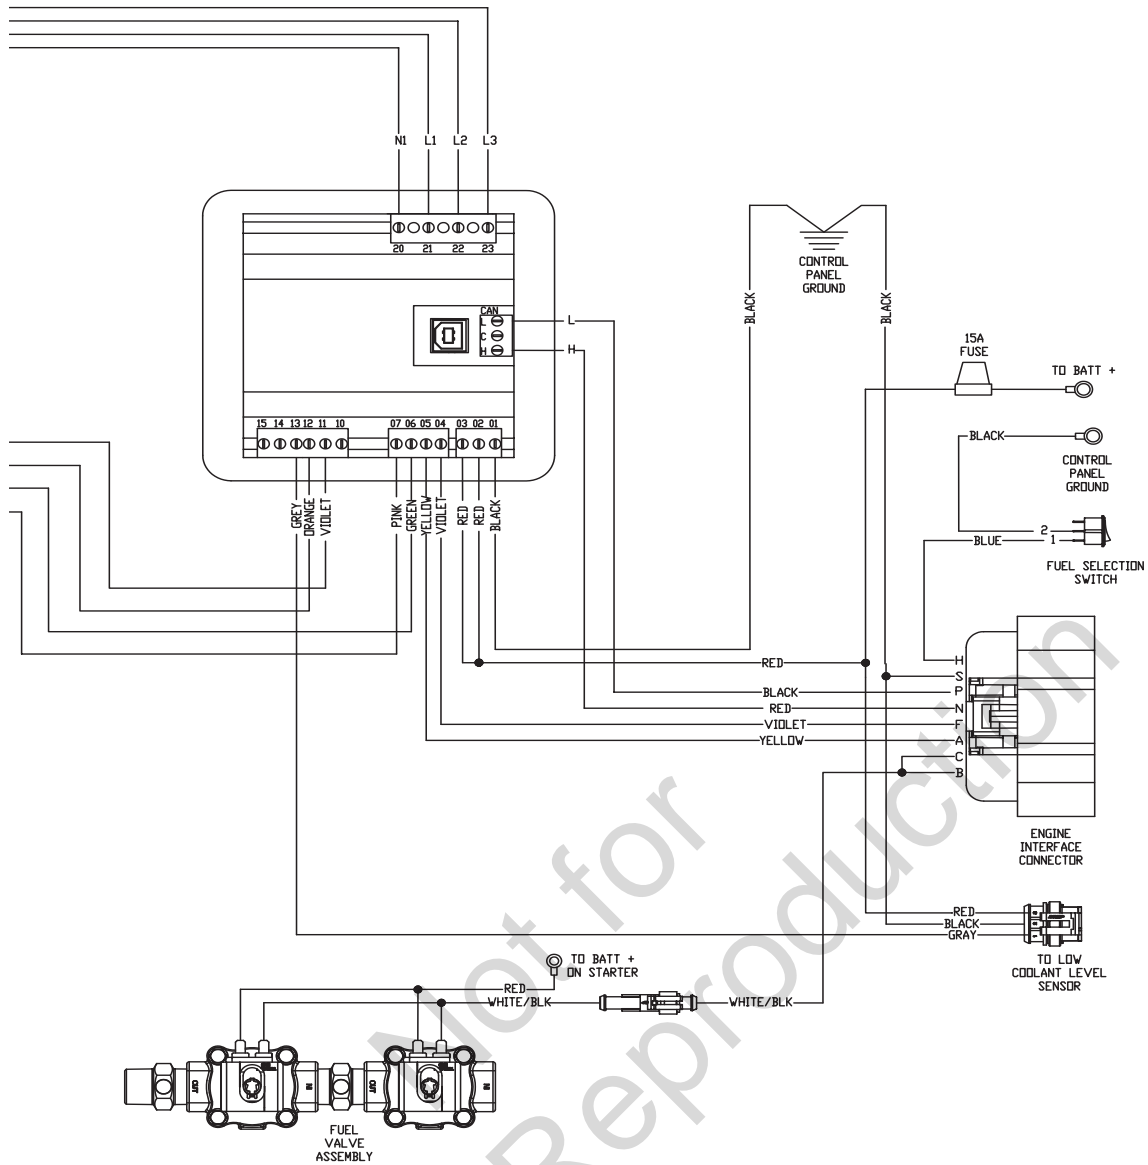 N1 L1 L2 L3
20 21 22 23
CONTROL
PANEL
GROUND
BLACK
BLACK
CAN
L
C
H
L
H
15A
FUSE
TO BATT +
15 14 13 12 11 10
07 06 05 04
03 02 01
BLACK
CONTROL
PANEL
GROUND
GREY
ORANGE
VIOLET
PINK
GREEN
YELLOW
VIOLET
RED
RED
BLACK
2
BLUE 1
FUEL SELECTION
SWITCH
H
RED
S
BLACK P
RED N
VIOLET F
YELLOW A
C
B
ENGINE
INTERFACE
CONNECTOR
RED
BLACK
GRAY
TO LOW
COOLANT LEVEL
SENSOR
TO BATT +
ON STARTER
RED
WHITE/BLK
WHITE/BLK
OUT
IN
OUT
IN
FUEL
VALVE
ASSEMBLY
Not for
Reproduction